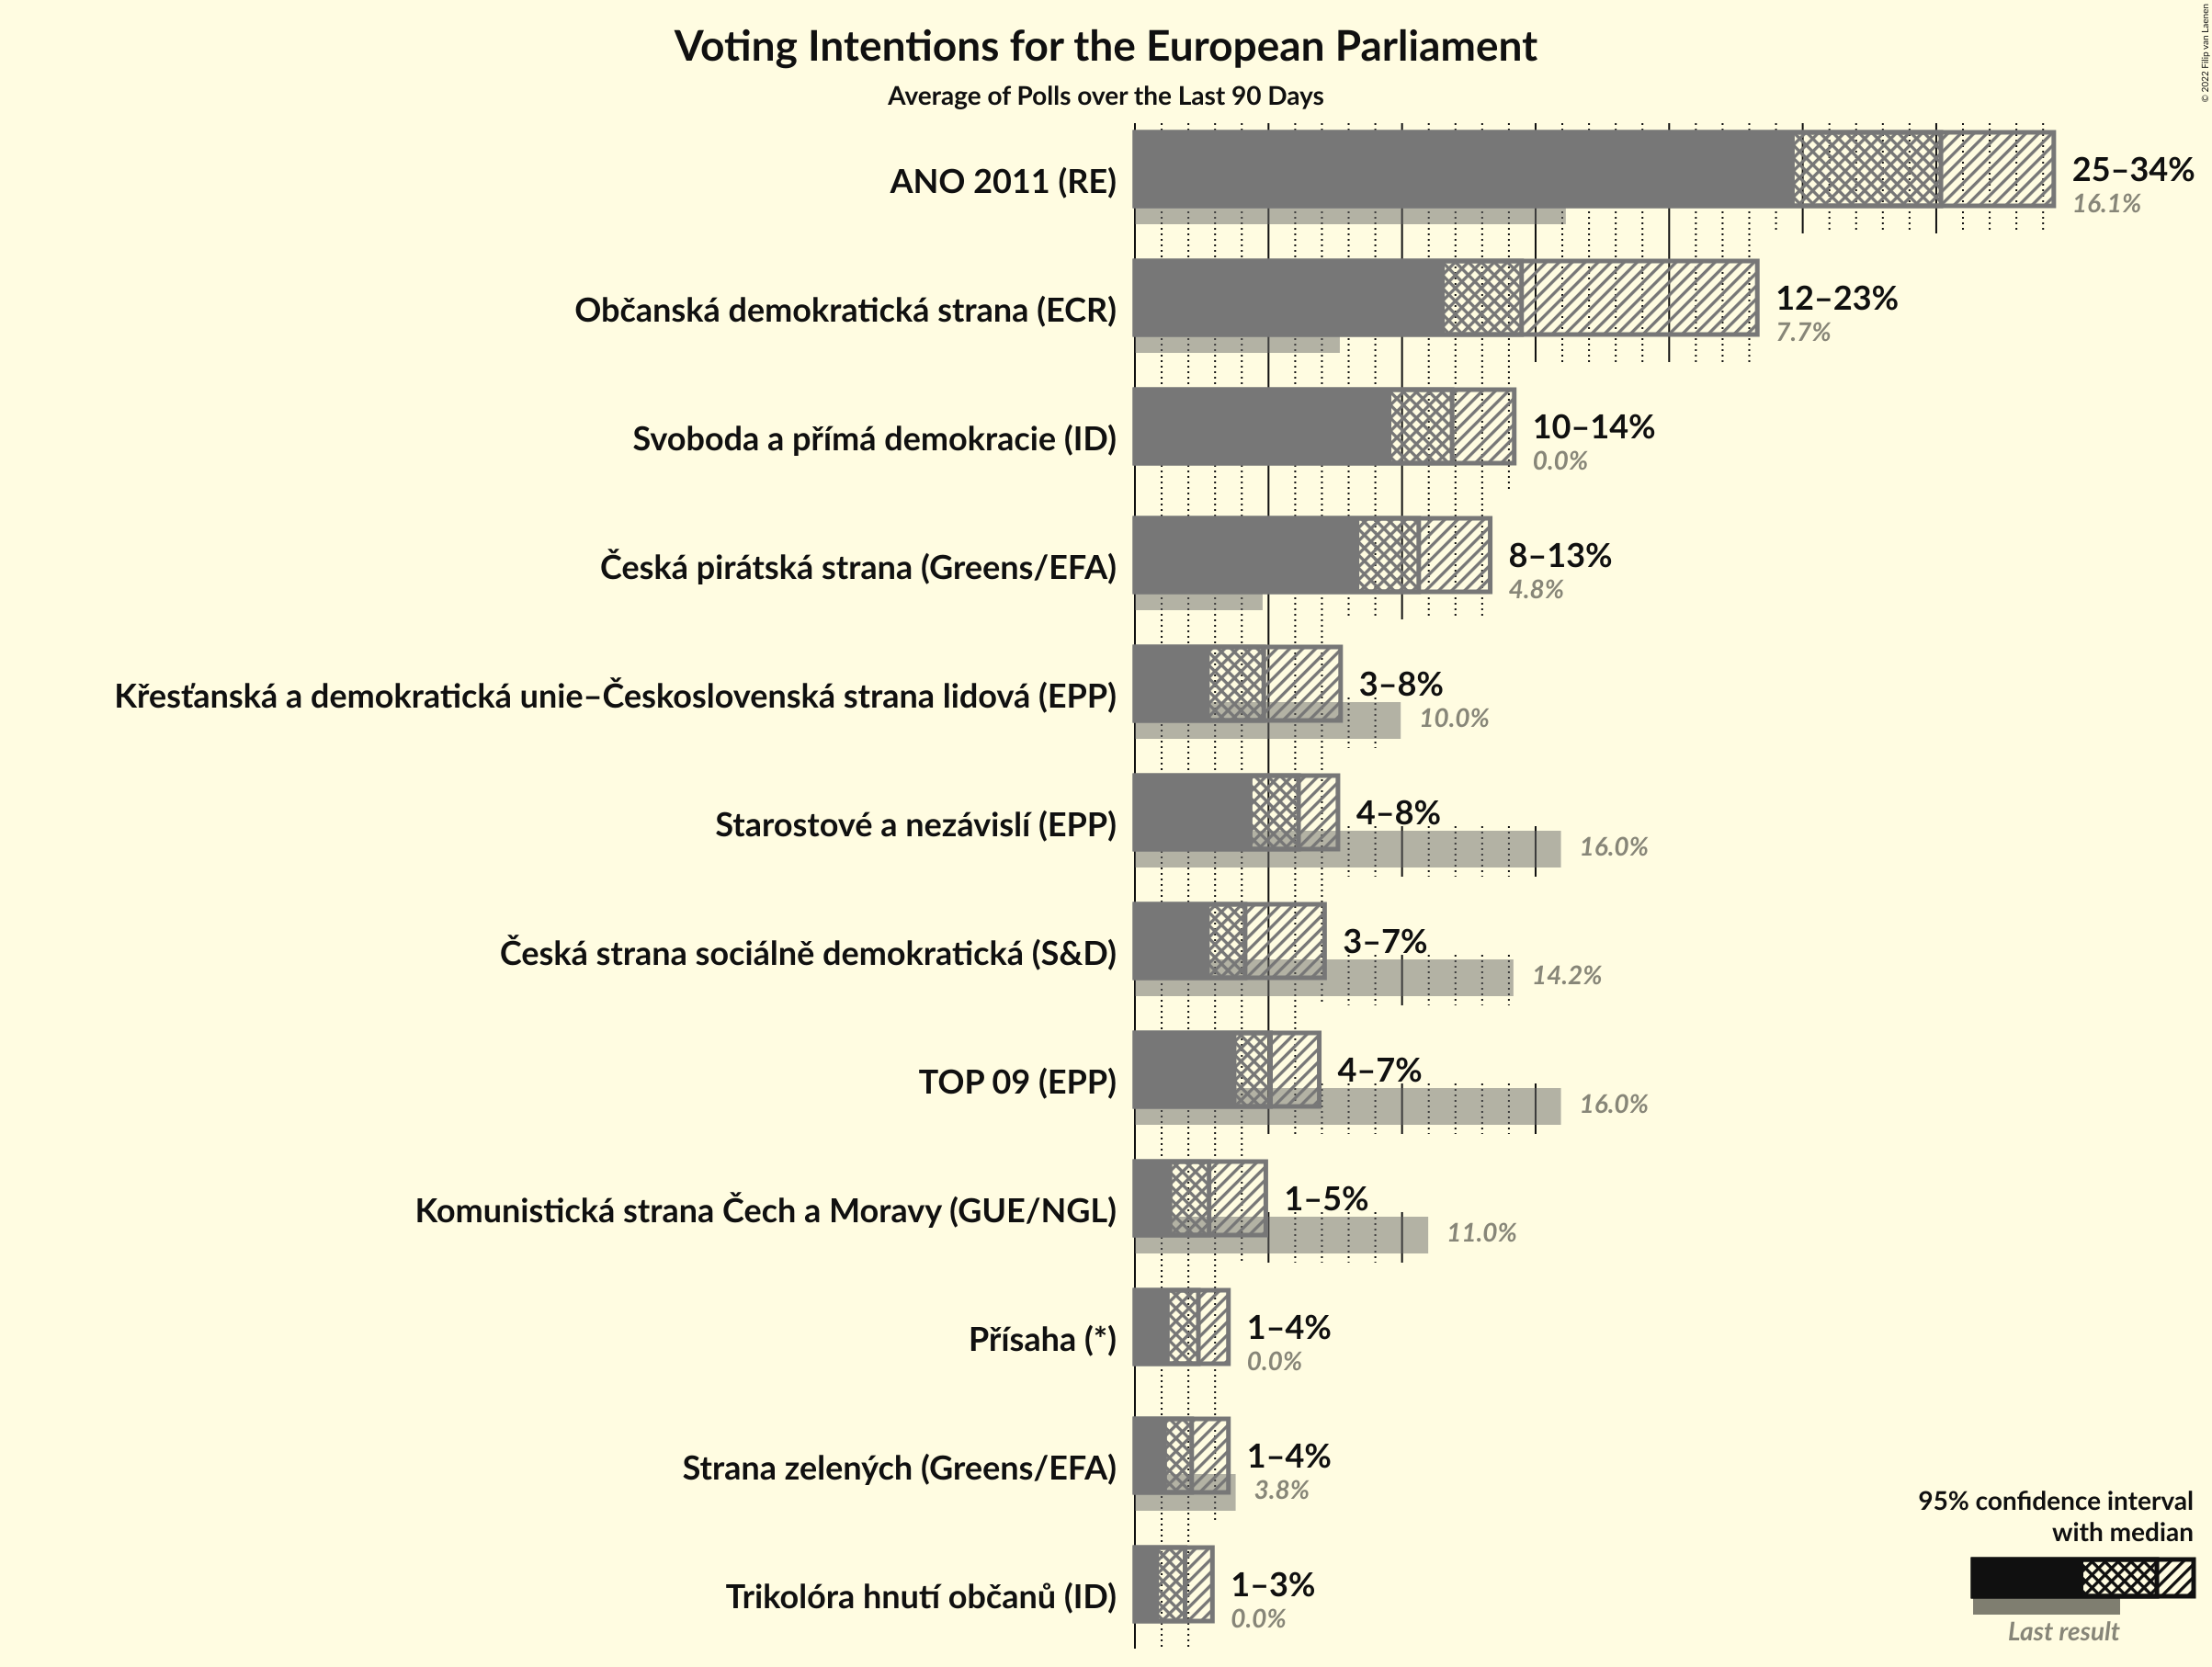 Voting Intentions for the European Parliament
Average of Polls over the Last 90 Days
© 2022 Filip van Laenen
ANO 2011 (RE)
25–34%
16.1%
Občanská demokratická strana (ECR)
12–23%
7.7%
Svoboda a přímá demokracie (ID)
10–14%
0.0%
Česká pirátská strana (Greens/EFA)
8–13%
4.8%
Křesťanská a demokratická unie–Československá strana lidová (EPP)
3–8%
10.0%
Starostové a nezávislí (EPP)
4–8%
16.0%
Česká strana sociálně demokratická (S&D)
3–7%
14.2%
TOP 09 (EPP)
4–7%
16.0%
Komunistická strana Čech a Moravy (GUE/NGL)
1–5%
11.0%
Přísaha (*)
1–4%
0.0%
Strana zelených (Greens/EFA)
1–4%
3.8%
Trikolóra hnutí občanů (ID)
1–3%
0.0%
95% confidence interval
with median
Last result